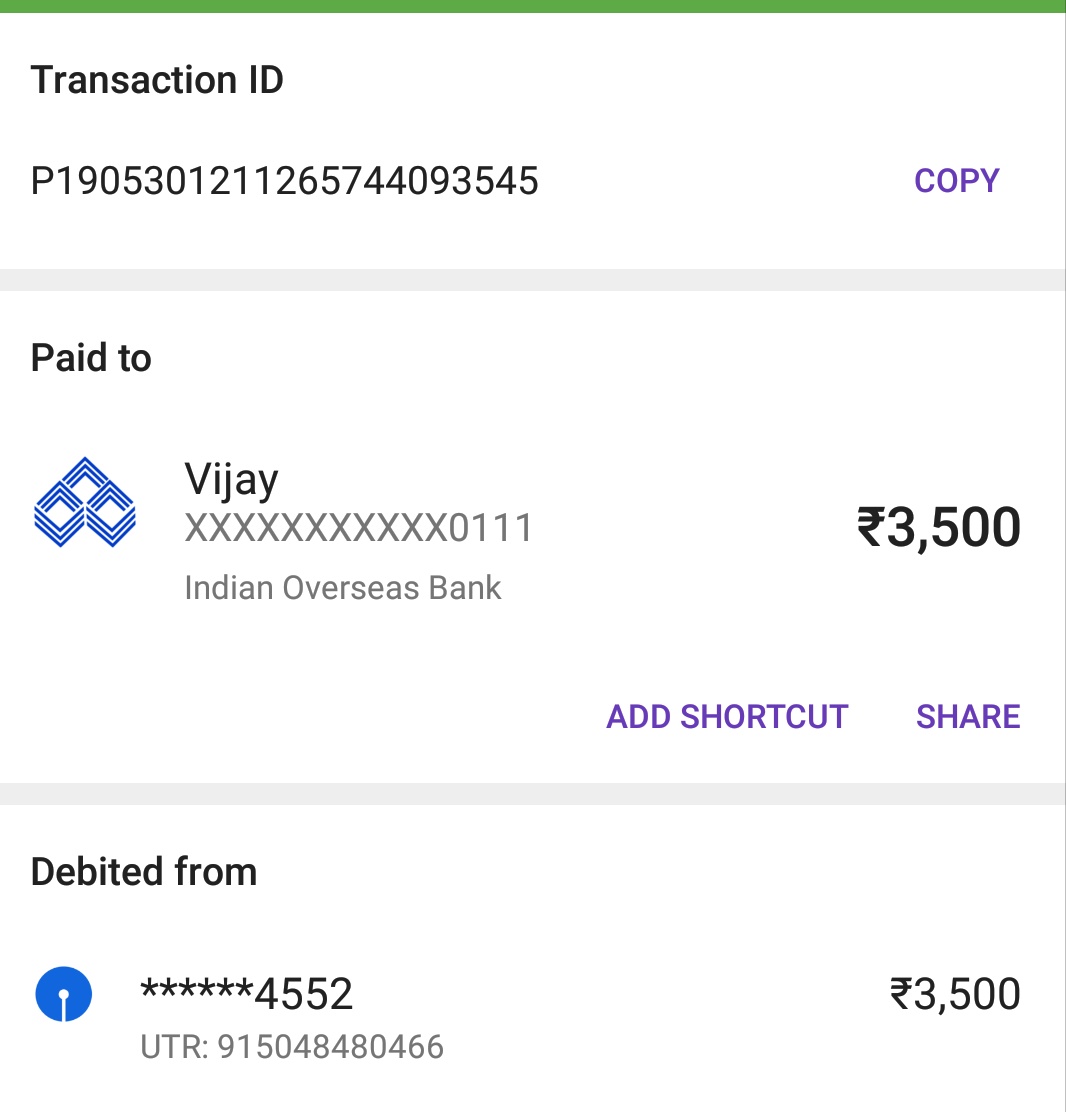 Transaction ID
P1905301211265744093545
COPY
Paid to
Vijay
XXXXXXXXXXX0111
₹3,500
Indian Overseas Bank
ADD SHORTCUT
SHARE
Debited from
******4552
₹3,500
UTR: 915048480466